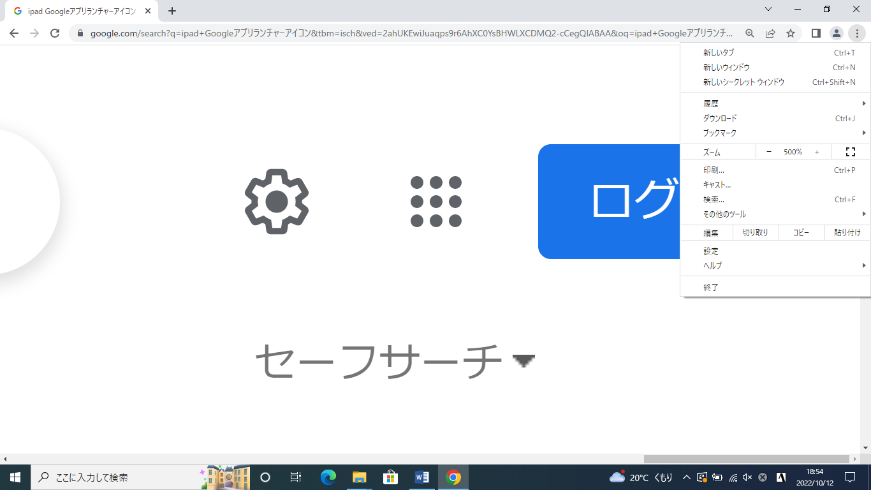 ipad Googleアプリランチャーアイコン
google.com/search?q=ipad+Googleアプリランチャーアイコン&tbm=isch&ved=2ahUKEwiJuaqps9r6AhXC0YsBHWLXCDMQ2-cCegQIABAA&oq=ipad+Googleアプリランチ...
新しいタブ Ctrl+T
新しいウィンドウ Ctrl+N
新しいシークレット ウィンドウ Ctrl+Shift+N
履歴
ダウンロード Ctrl+J
ブックマーク
ズーム － 500% ＋
印刷... Ctrl+P
キャスト...
検索... Ctrl+F
その他のツール
編集 切り取り コピー 貼り付け
設定
ヘルプ
終了
ログ
セーフサーチ
ここに入力して検索
20°C くもり
18:54
2022/10/12